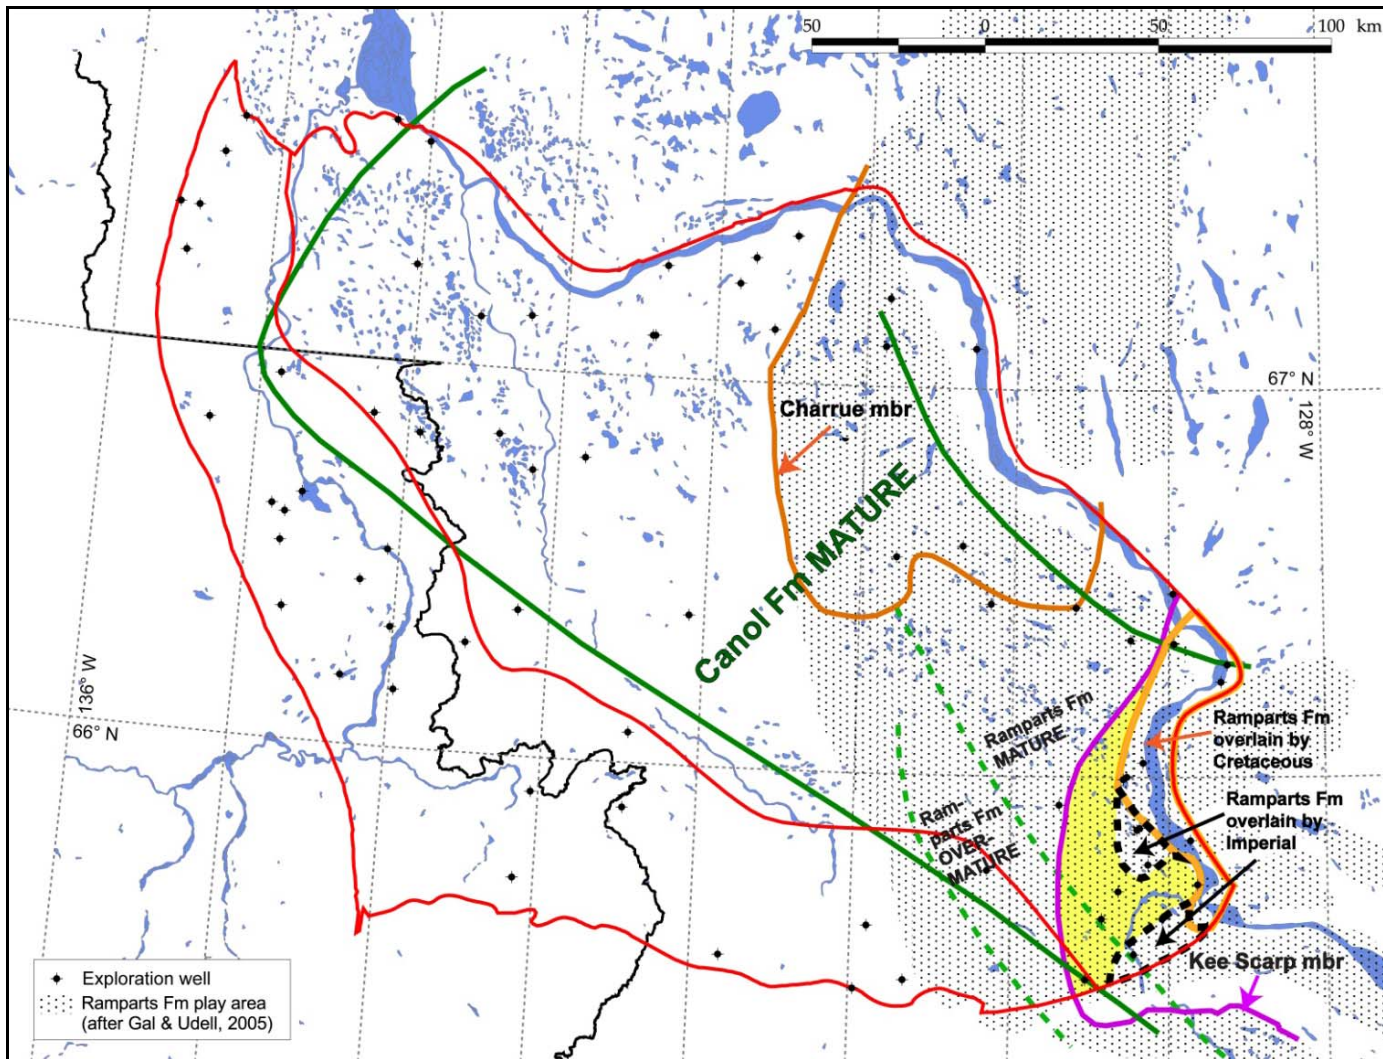 50 0 50 100 km
67° N
128° W
Charrue mbr
Canol Fm MATURE
136° W
66° N
Ramparts Fm
MATURE
Ram-
parts Fm
OVER-
MATURE
Ramparts Fm
overlain by
Cretaceous
Ramparts Fm
overlain by
Imperial
Kee Scarp mbr
Exploration well
Ramparts Fm play area
(after Gal & Udell, 2005)